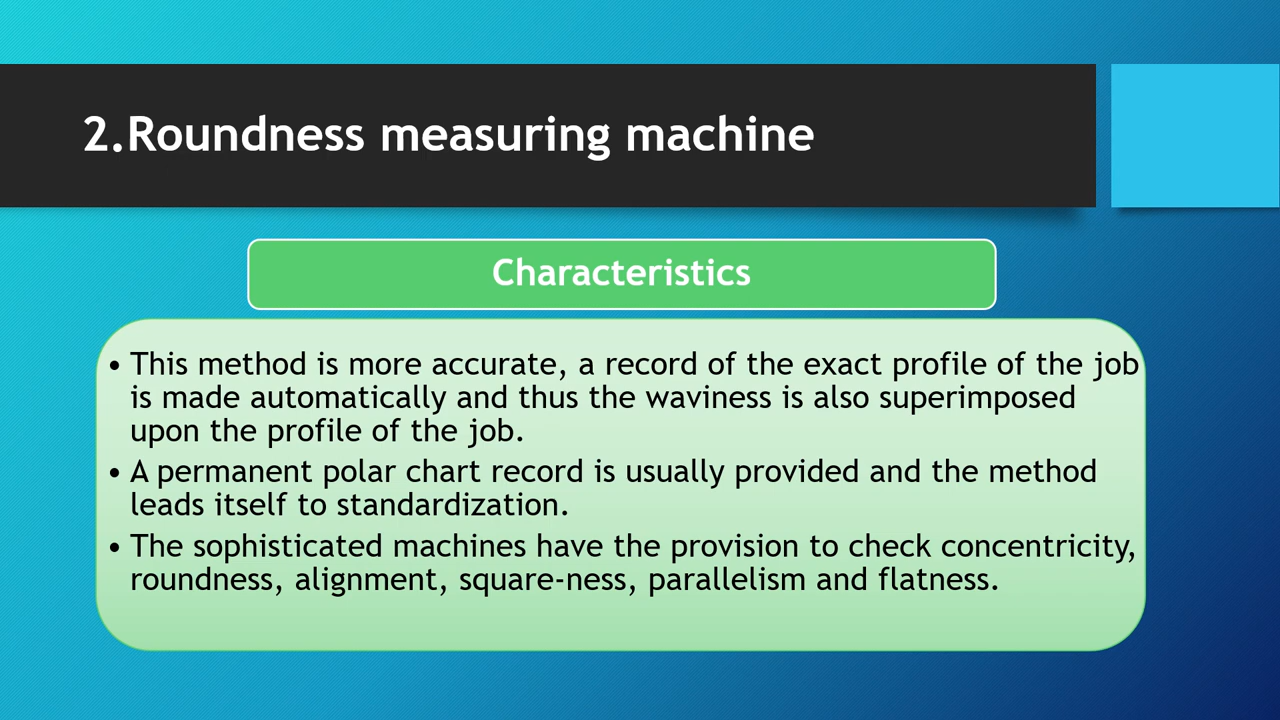 2.Roundness measuring machine
Characteristics
• This method is more accurate, a record of the exact profile of the job
is made automatically and thus the waviness is also superimposed
upon the profile of the job.
• A permanent polar chart record is usually provided and the method
leads itself to standardization.
• The sophisticated machines have the provision to check concentricity,
roundness, alignment, square-ness, parallelism and flatness.